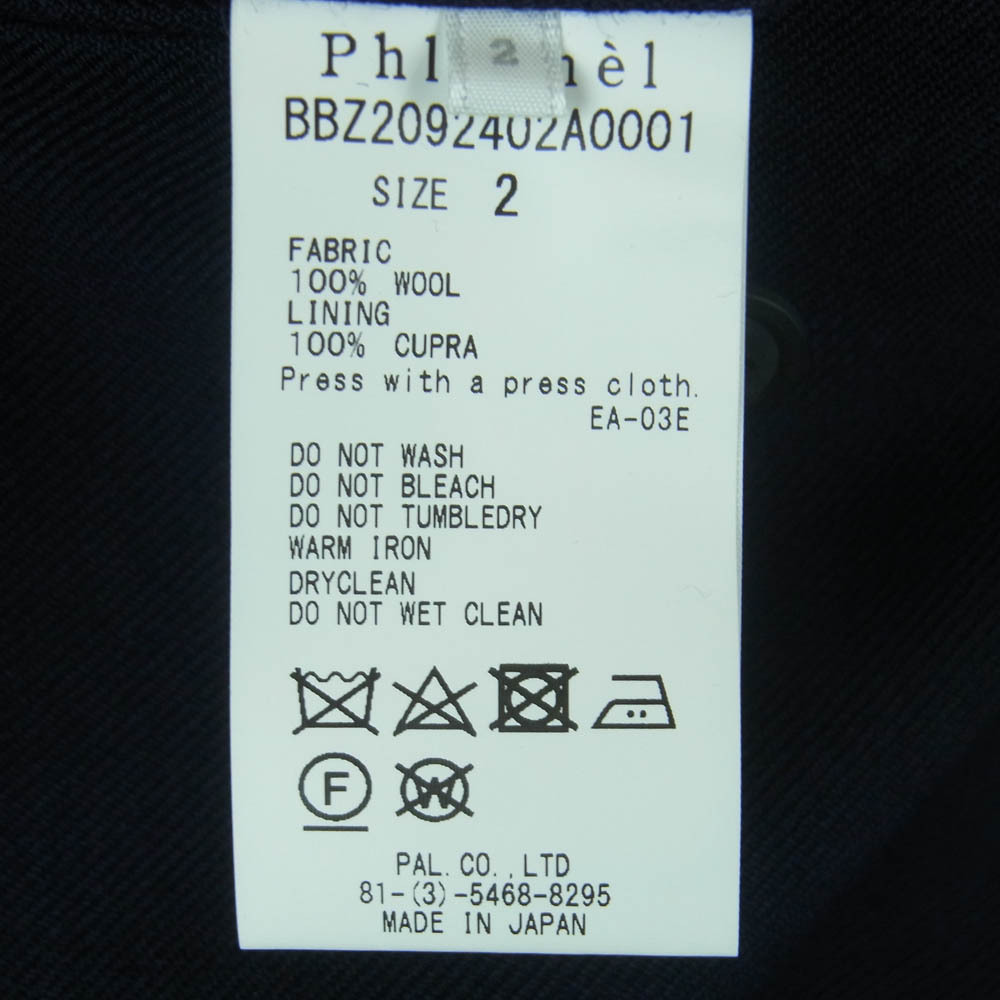 2
BBZ2092402A0001
SIZE 2
FABRIC
100% WOOL
LINING
100% CUPRA
Press with a press cloth.
EA-03E
DO NOT WASH
DO NOT BLEACH
DO NOT TUMBLEDRY
WARM IRON
DRYCLEAN
DO NOT WET CLEAN
F
W
PAL.CO.,LTD
81-(3)-5468-8295
MADE IN JAPAN